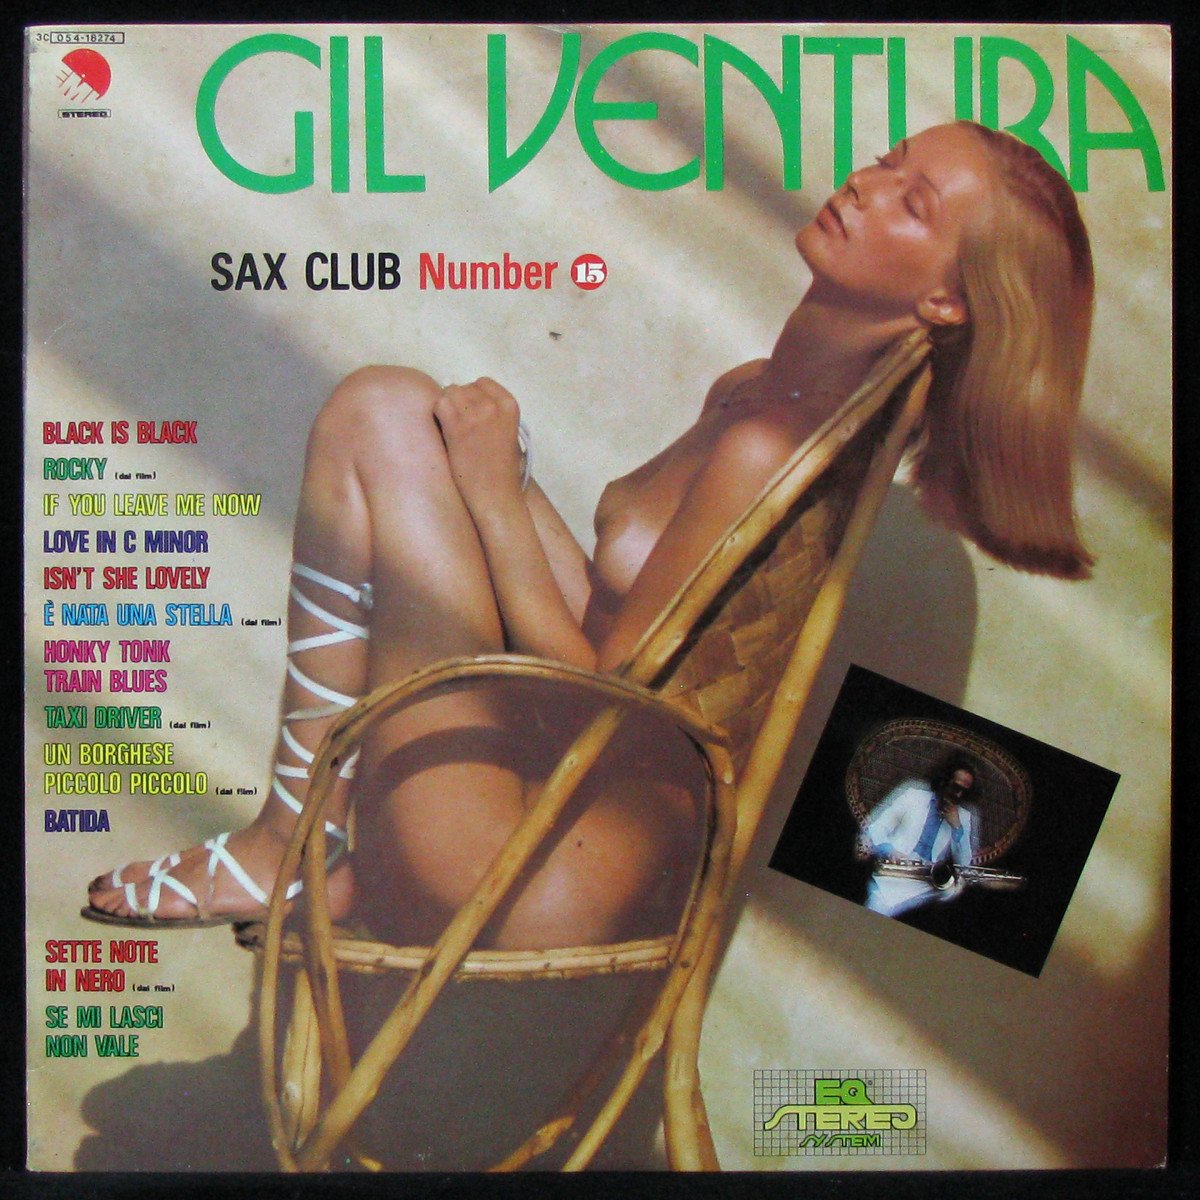 3C 054-18274
EMI
STEREO
GIL VENTURA
SAX CLUB Number 15
BLACK IS BLACK
ROCKY (dal film)
IF YOU LEAVE ME NOW
LOVE IN C MINOR
ISN'T SHE LOVELY
È NATA UNA STELLA (dal film)
HONKY TONK
TRAIN BLUES
TAXI DRIVER (dal film)
UN BORGHESE
PICCOLO PICCOLO (dal film)
BATIDA
SETTE NOTE
IN NERO (dal film)
SE MI LASCI
NON VALE
EQ
STEREO
SYSTEM